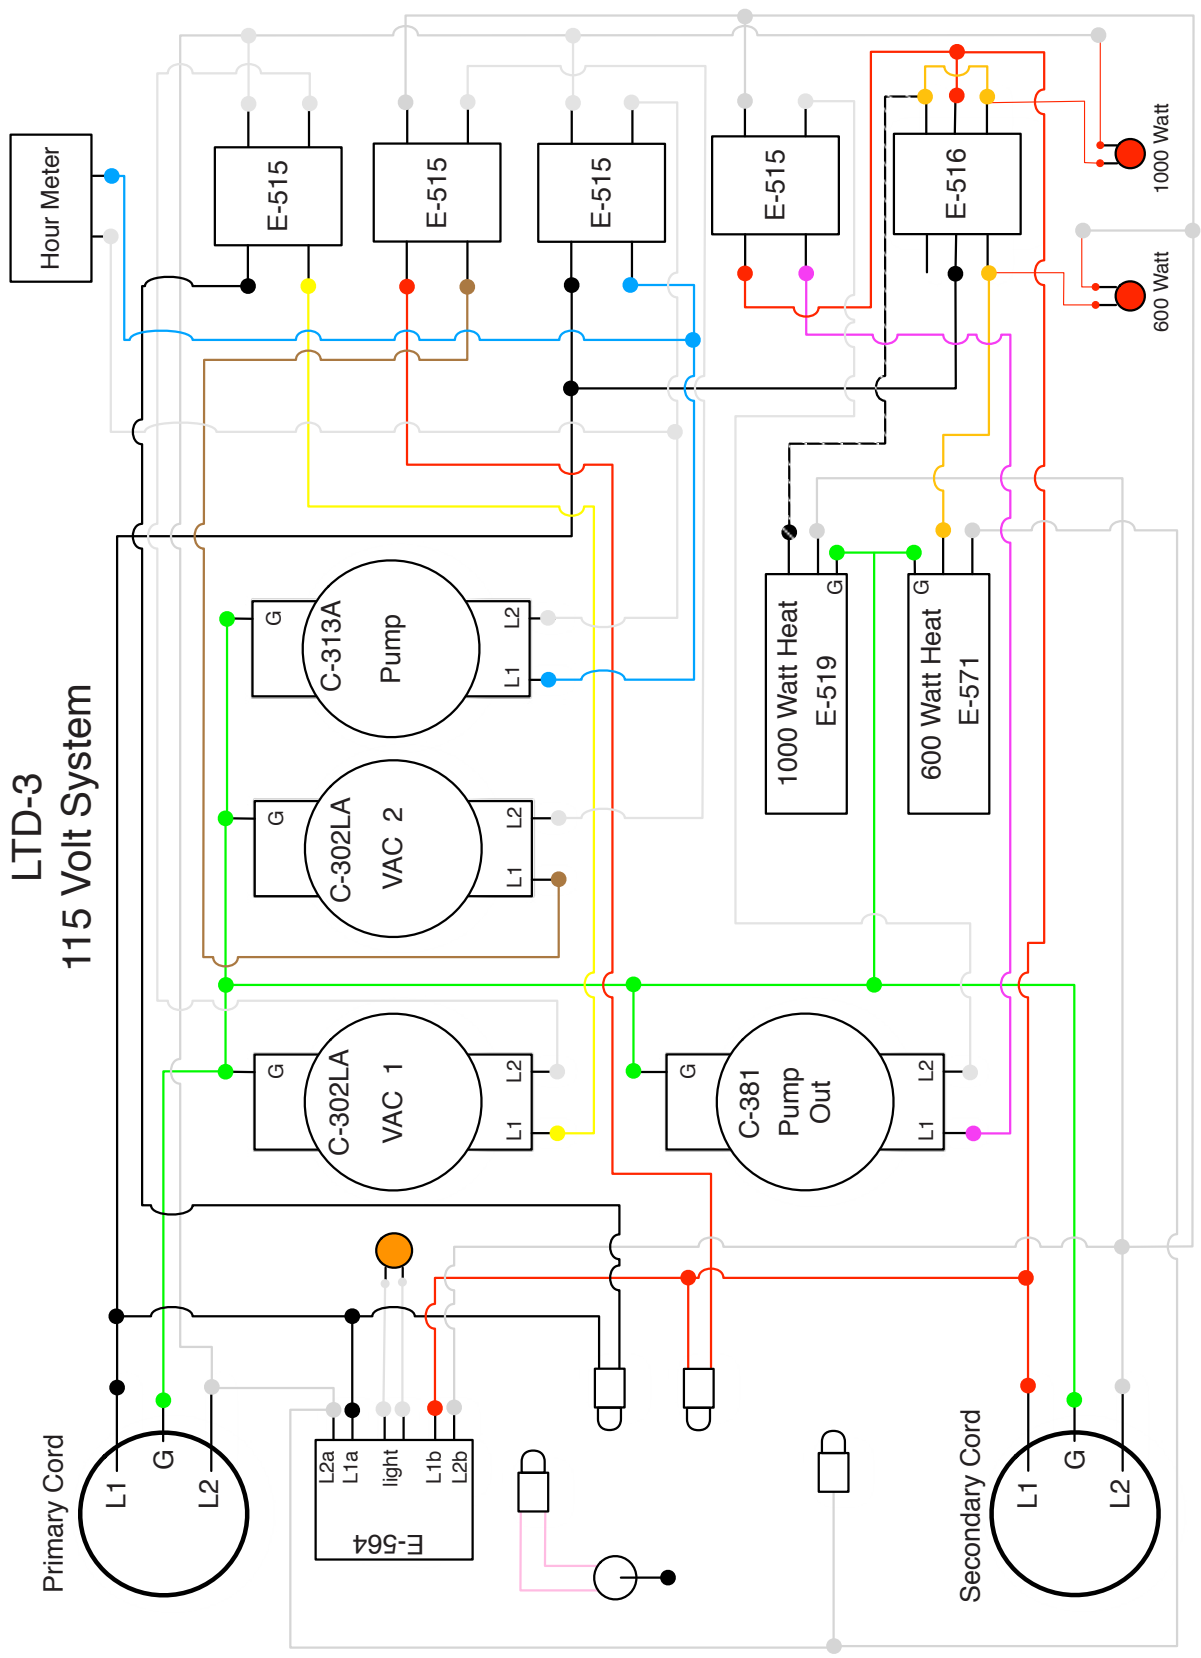 LTD-3
115 Volt System
Hour Meter
E-515
E-515
E-515
E-515
E-516
1000 Watt
600 Watt
G
C-313A
Pump
L2
L1
G
C-302LA
VAC 2
L2
L1
G
C-302LA
VAC 1
L2
L1
G
1000 Watt Heat
E-519
G
600 Watt Heat
E-571
G
C-381
Pump
Out
L2
L1
Primary Cord
L1
G
L2
L2a
L1a
light
L1b
L2b
E-564
Secondary Cord
L1
G
L2